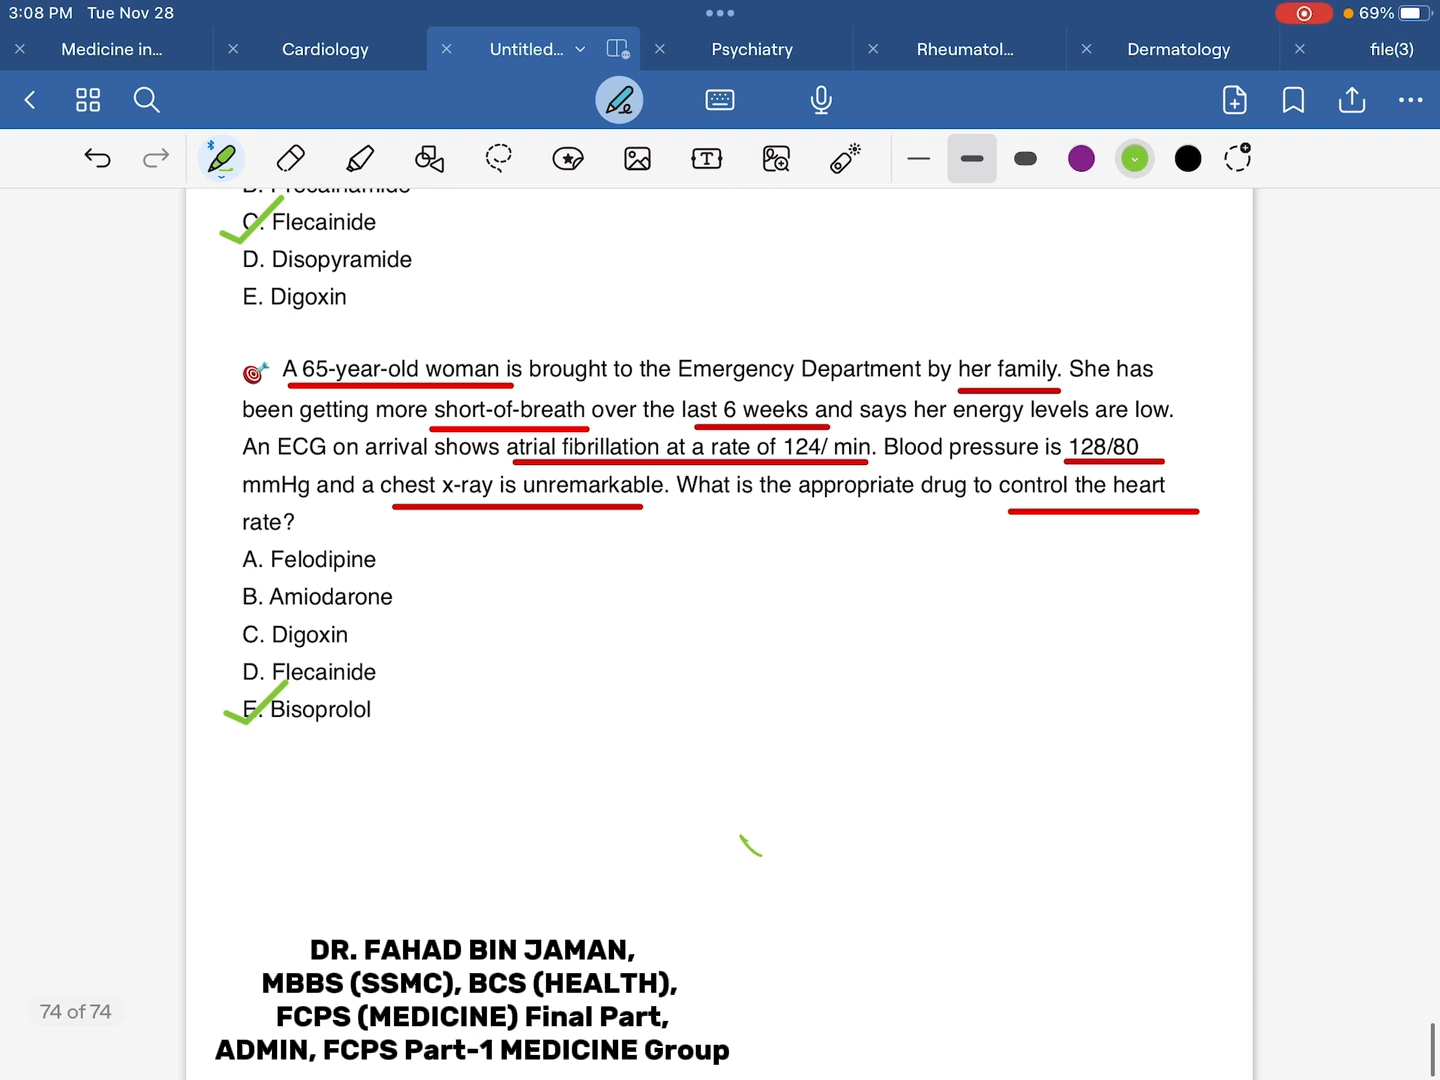 3:08 PM Tue Nov 28
69%
Medicine in...
Cardiology
Untitled...
Psychiatry
Rheumatol...
Dermatology
file(3)
B. Procainamide
C. Flecainide
D. Disopyramide
E. Digoxin
A 65-year-old woman is brought to the Emergency Department by her family. She has
been getting more short-of-breath over the last 6 weeks and says her energy levels are low.
An ECG on arrival shows atrial fibrillation at a rate of 124/ min. Blood pressure is 128/80
mmHg and a chest x-ray is unremarkable. What is the appropriate drug to control the heart
rate?
A. Felodipine
B. Amiodarone
C. Digoxin
D. Flecainide
E. Bisoprolol
DR. FAHAD BIN JAMAN,
MBBS (SSMC), BCS (HEALTH),
FCPS (MEDICINE) Final Part,
ADMIN, FCPS Part-1 MEDICINE Group
74 of 74